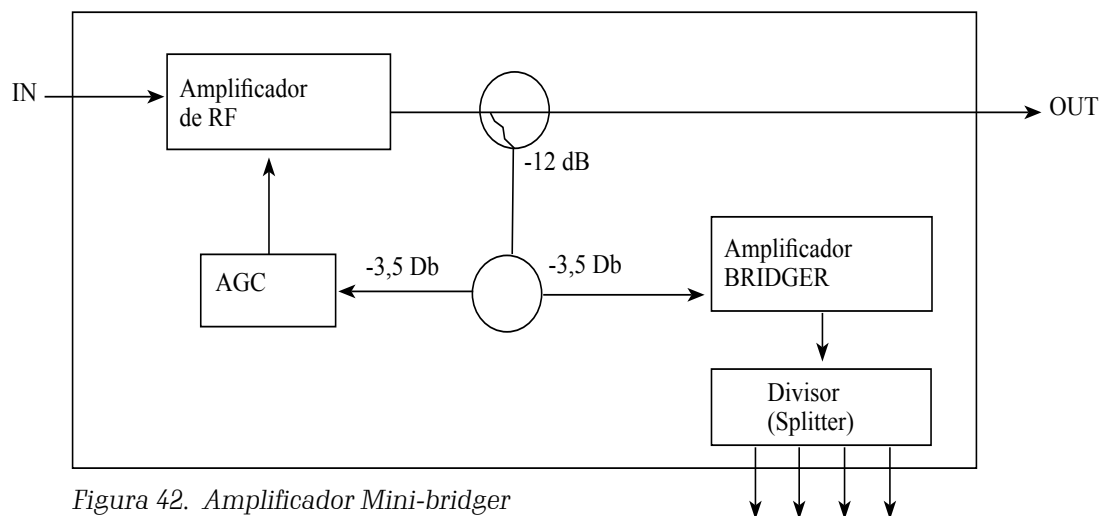 IN
Amplificador
de RF
OUT
-12 dB
AGC
-3,5 Db
-3,5 Db
Amplificador
BRIDGER
Divisor
(Splitter)
Figura 42. Amplificador Mini-bridger